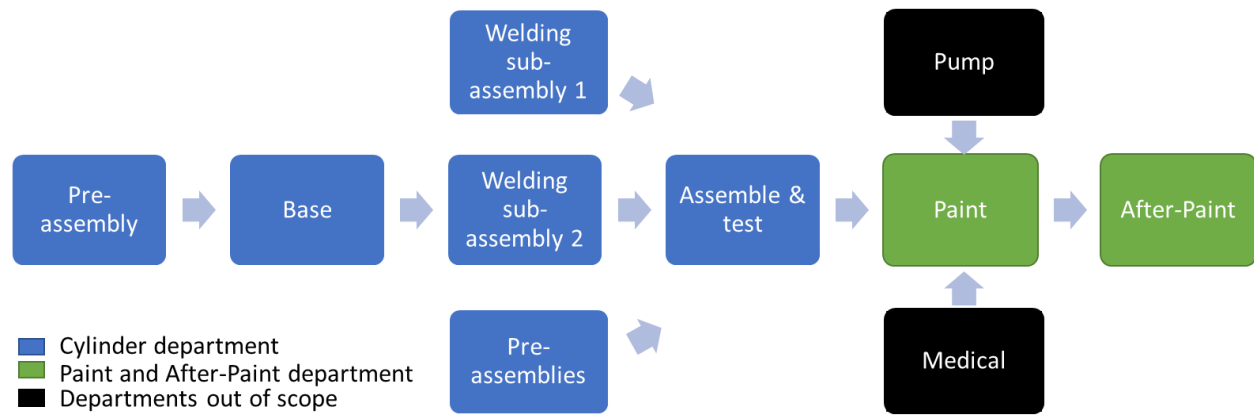 Welding
sub-
assembly 1
Pump
Pre-
assembly
Base
Welding
sub-
assembly 2
Assemble &
test
Paint
After-Paint
Pre-
assemblies
Medical
Cylinder department
Paint and After-Paint department
Departments out of scope